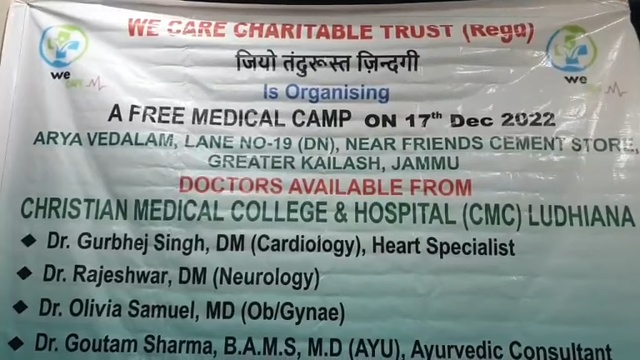 WE CARE CHARITABLE TRUST (Regd)
जियो तंदुरूस्त ज़िन्दगी
Is Organising
A FREE MEDICAL CAMP ON 17th Dec 2022
ARYA VEDALAM, LANE NO-19 (DN), NEAR FRIENDS CEMENT STORE,
GREATER KAILASH, JAMMU
DOCTORS AVAILABLE FROM
CHRISTIAN MEDICAL COLLEGE & HOSPITAL (CMC) LUDHIANA
◆ Dr. Gurbhej Singh, DM (Cardiology), Heart Specialist
◆ Dr. Rajeshwar, DM (Neurology)
◆ Dr. Olivia Samuel, MD (Ob/Gynae)
◆ Dr. Goutam Sharma, B.A.M.S, M.D (AYU), Ayurvedic Consultant
we
we